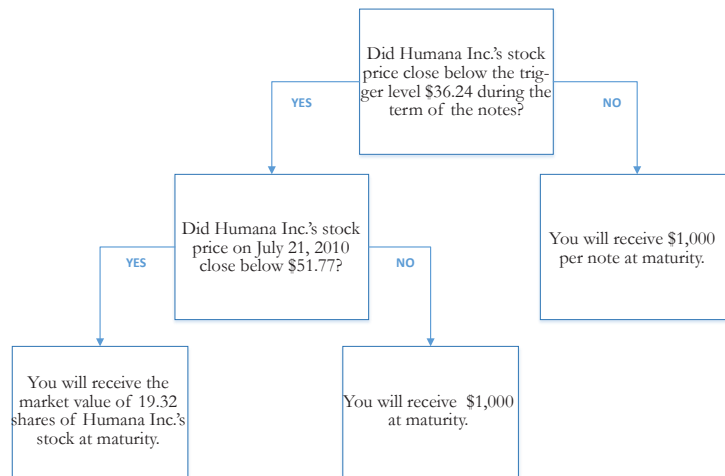 Did Humana Inc.'s stock
price close below the trig-
ger level $36.24 during the
term of the notes?
YES
NO
Did Humana Inc.'s stock
price on July 21, 2010
close below $51.77?
You will receive $1,000
per note at maturity.
YES
NO
You will receive the
market value of 19.32
shares of Humana Inc.'s
stock at maturity.
You will receive $1,000
at maturity.